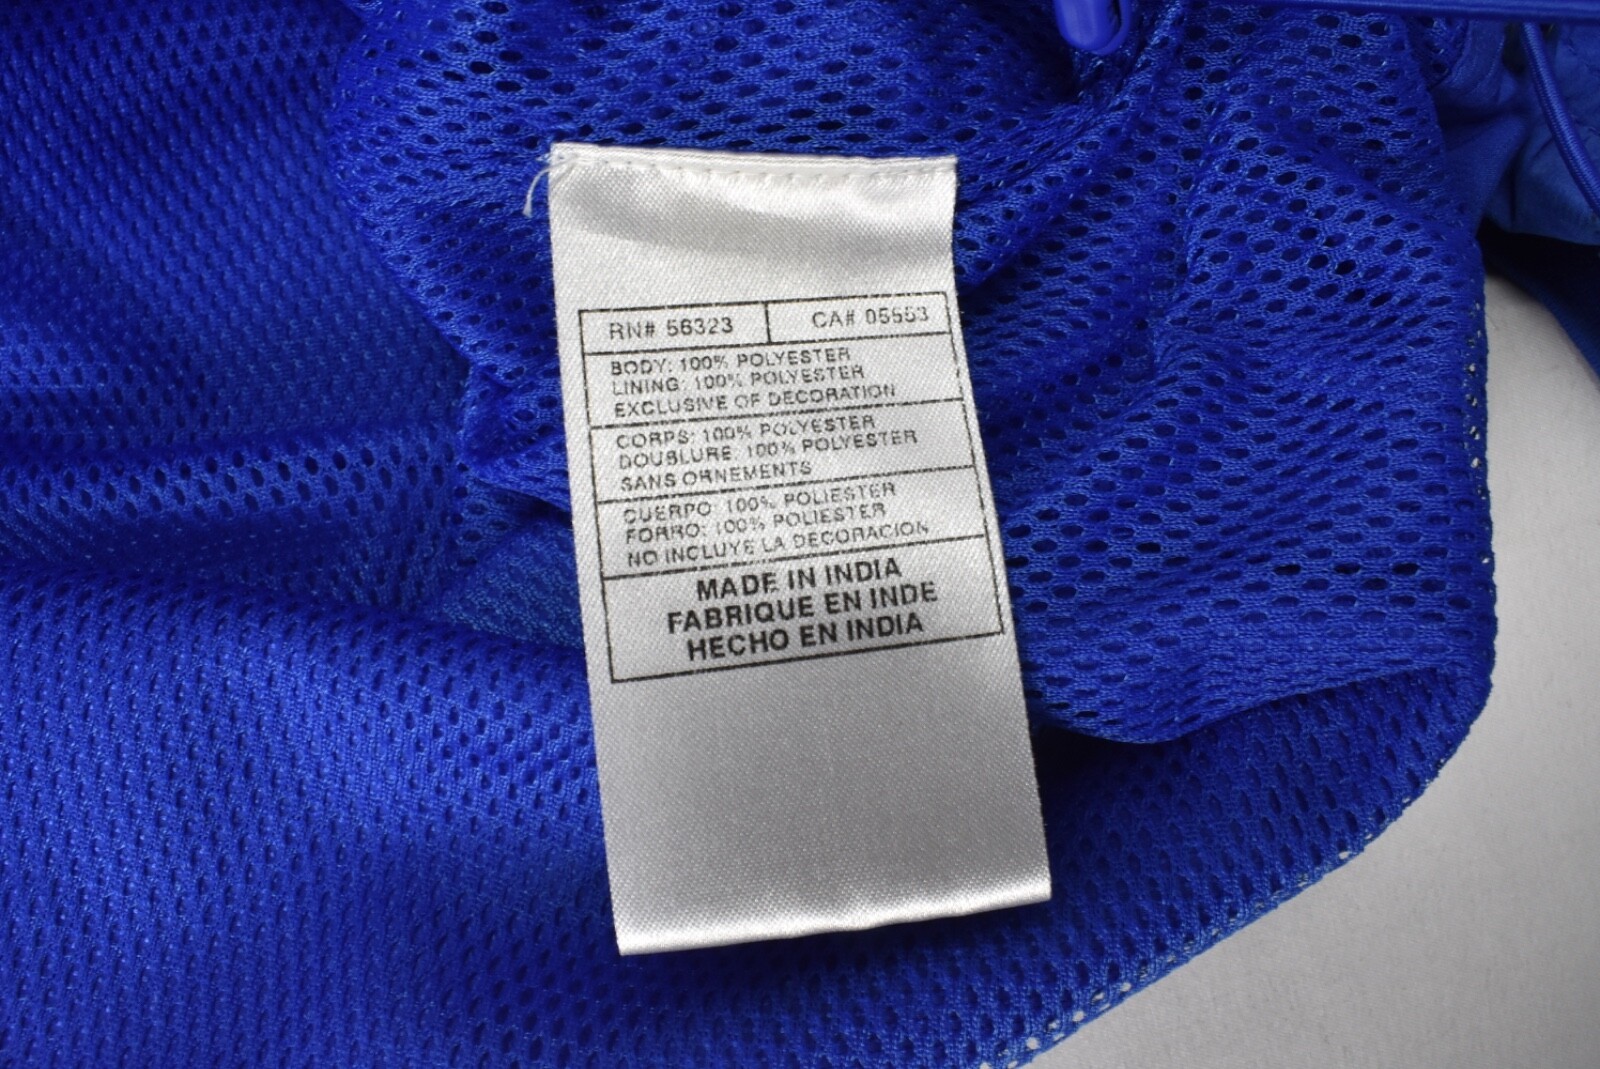 RN# 56323 CA# 05553
BODY: 100% POLYESTER
LINING: 100% POLYESTER
EXCLUSIVE OF DECORATION
CORPS: 100% POLYESTER
DOUBLURE: 100% POLYESTER
SANS ORNEMENTS
CUERPO: 100% POLIESTER
FORRO: 100% POLIESTER
NO INCLUYE LA DECORACION
MADE IN INDIA
FABRIQUE EN INDE
HECHO EN INDIA